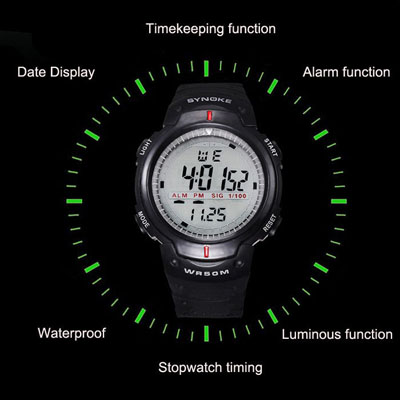 Timekeeping function
Date Display
Alarm function
SYNOKE
LIGHT
START
WE
4:01 52
ALM PM SIG 1/100
11.25
MODE
RESET
WR50M
Waterproof
Luminous function
Stopwatch timing